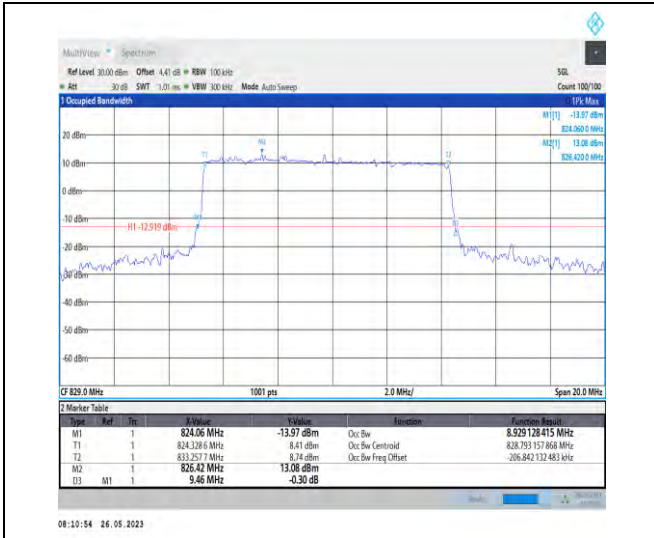 MultiView Spectrum
Ref Level 30.00 dBm Offset 4.41 dB RBW 100 kHz SGL
Att 30 dB SWT 1.01 ms VBW 300 kHz Mode Auto Sweep Count 100/100
1 Occupied Bandwidth 1Pk Max
M1[1] -13.97 dBm
824.060 0 MHz
M2[1] 13.08 dBm
826.420 0 MHz
20 dBm
M2
T1 T2
10 dBm
0 dBm
-10 dBm
M1
H1 -12.919 dBm
D3
-20 dBm
-30 dBm
-40 dBm
-50 dBm
-60 dBm
CF 829.0 MHz 1001 pts 2.0 MHz/ Span 20.0 MHz
2 Marker Table
Type Ref Trc X-Value Y-Value Function Function Result
M1 1 824.06 MHz -13.97 dBm Occ Bw 8.929 128 415 MHz
T1 1 824.328 6 MHz 8.41 dBm Occ Bw Centroid 828.793 157 868 MHz
T2 1 833.257 7 MHz 8.74 dBm Occ Bw Freq Offset -206.842 132 483 kHz
M2 1 826.42 MHz 13.08 dBm
D3 M1 1 9.46 MHz -0.30 dB
08:10:54 26.05.2023